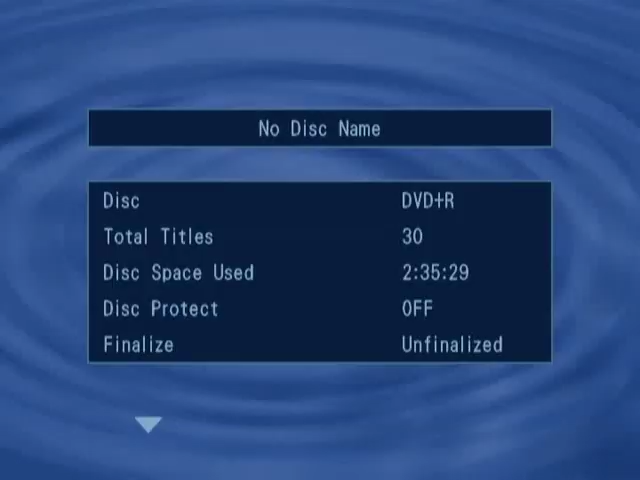 No Disc Name
Disc DVD+R
Total Titles 30
Disc Space Used 2:35:29
Disc Protect OFF
Finalize Unfinalized